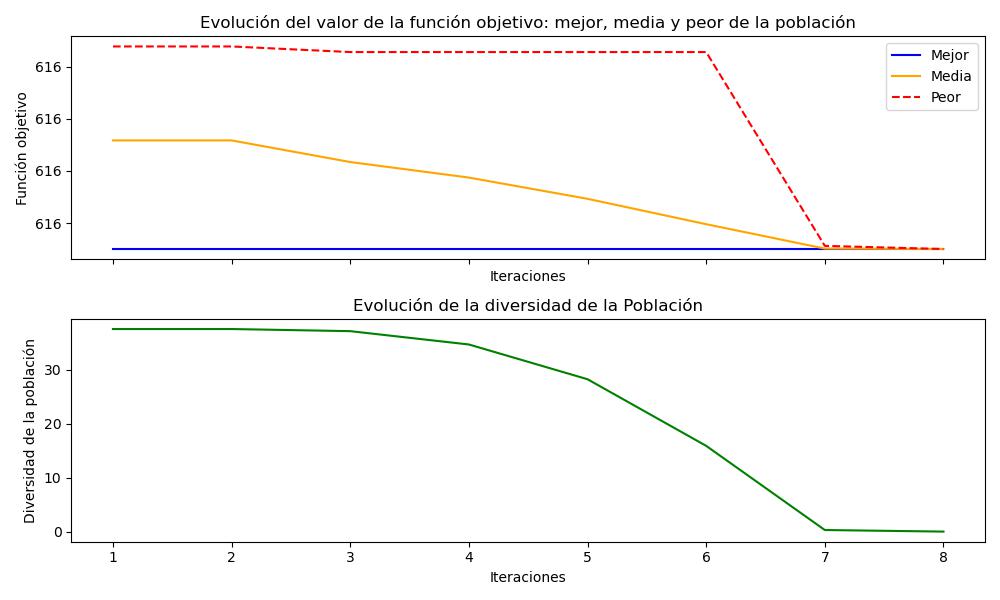 Evolución del valor de la función objetivo: mejor, media y peor de la población
Función objetivo
616
616
616
616
Mejor
Media
Peor
Iteraciones
Evolución de la diversidad de la Población
Diversidad de la población
30
20
10
0
1 2 3 4 5 6 7 8
Iteraciones